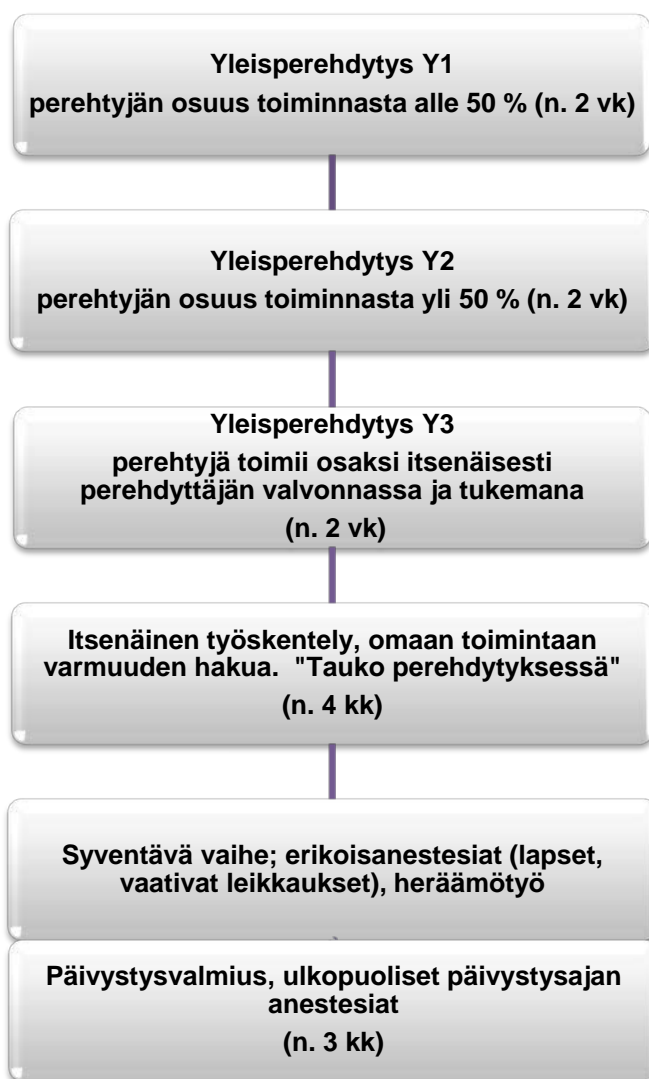 Yleisperehdytys Y1
perehtyjän osuus toiminnasta alle 50 % (n. 2 vk)
Yleisperehdytys Y2
perehtyjän osuus toiminnasta yli 50 % (n. 2 vk)
Yleisperehdytys Y3
perehtyjä toimii osaksi itsenäisesti
perehdyttäjän valvonnassa ja tukemana
(n. 2 vk)
Itsenäinen työskentely, omaan toimintaan
varmuuden hakua. "Tauko perehdytyksessä"
(n. 4 kk)
Syventävä vaihe; erikoisanestesiat (lapset,
vaativat leikkaukset), heräämötyö
Päivystysvalmius, ulkopuoliset päivystysajan
anestesiat
(n. 3 kk)